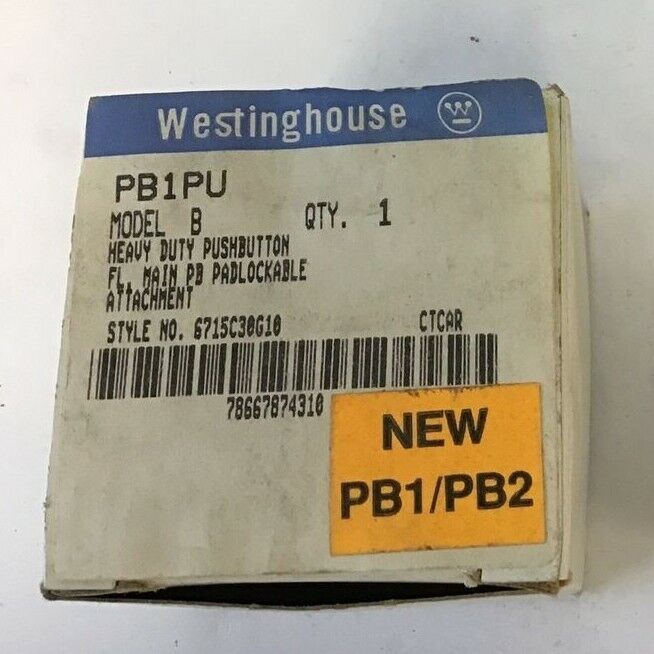 Westinghouse W
PB1PU
MODEL B QTY. 1
HEAVY DUTY PUSHBUTTON
FL. MAIN PB PADLOCKABLE
ATTACHMENT
STYLE NO. 6715C30G10 CTCAR
78667874310
NEW
PB1/PB2